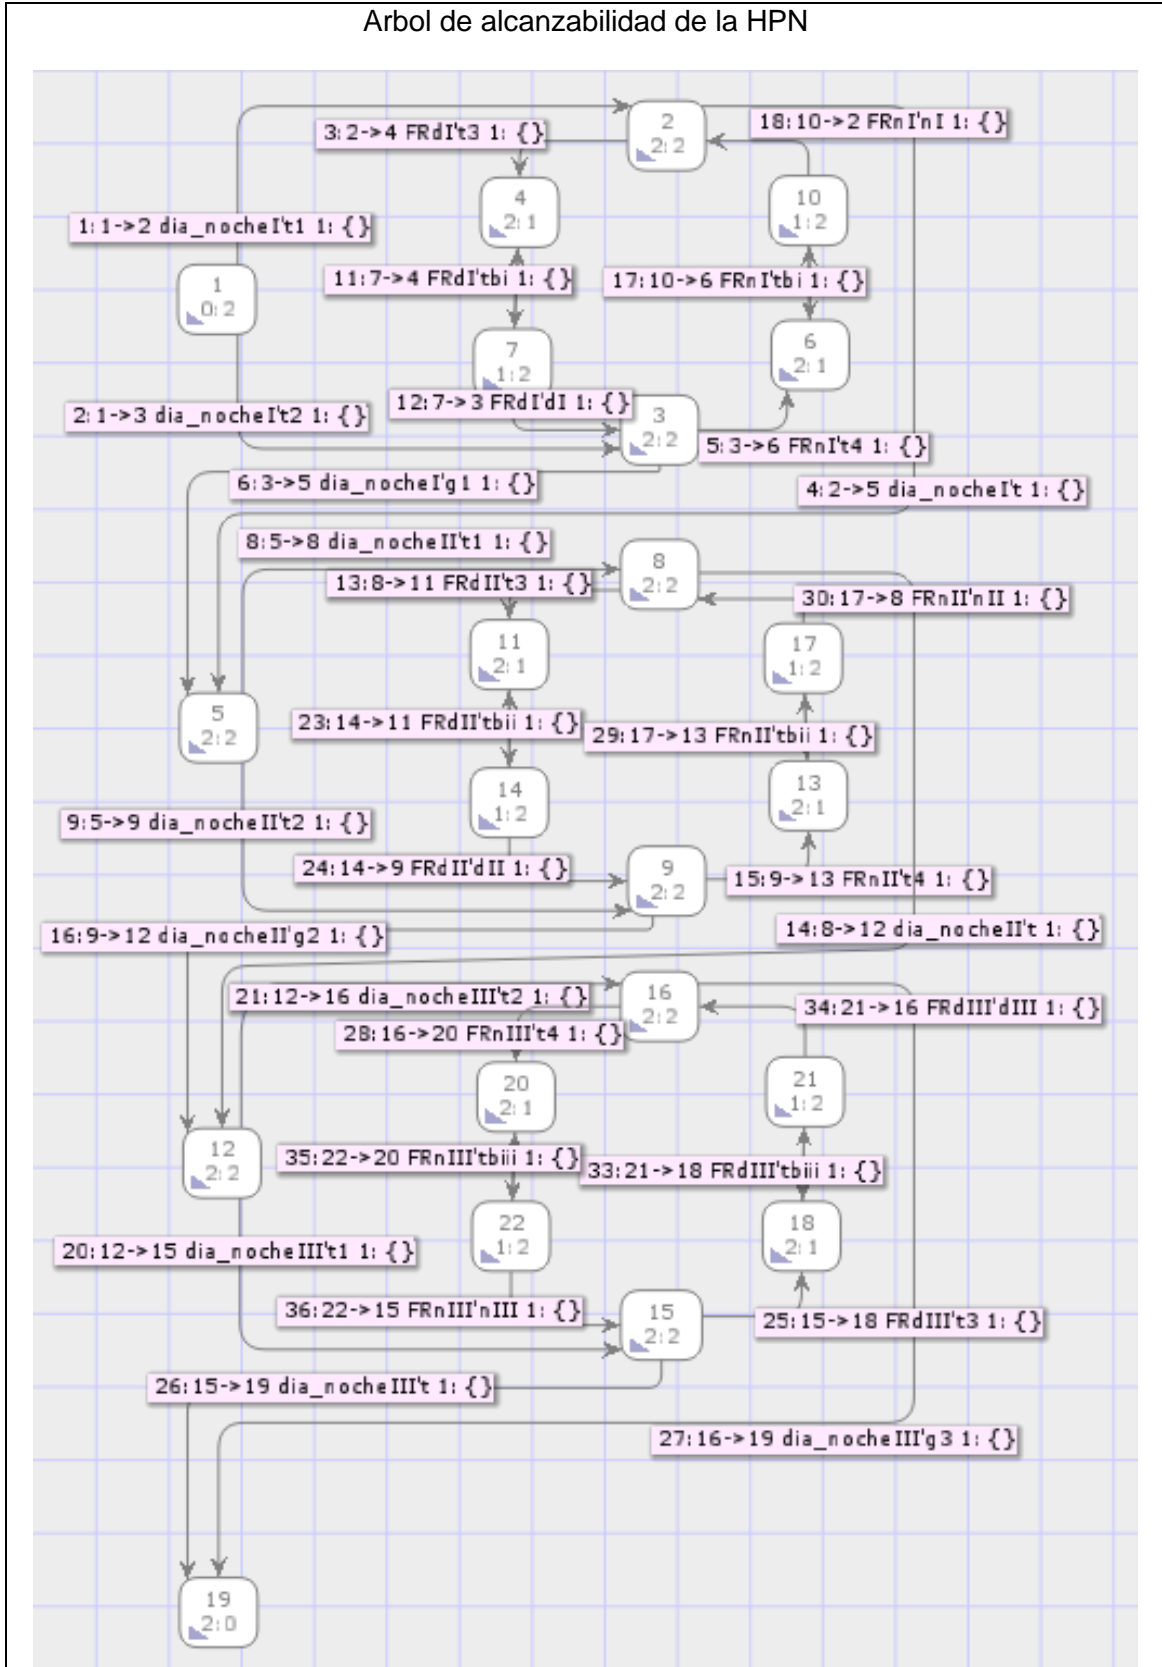 Arbol de alcanzabilidad de la HPN
2
2:2
18:10->2 FRnI'nI 1: {}
3:2->4 FRdI't3 1: {}
4
2:1
10
1:2
1:1->2 dia_nocheI't1 1: {}
11:7->4 FRdI'tbi 1: {}
17:10->6 FRnI'tbi 1: {}
1
0:2
7
1:2
6
2:1
12:7->3 FRdI'dI 1: {}
2:1->3 dia_nocheI't2 1: {}
3
2:2
5:3->6 FRnI't4 1: {}
6:3->5 dia_nocheI'g1 1: {}
4:2->5 dia_nocheI't 1: {}
8:5->8 dia_nocheII't1 1: {}
8
2:2
13:8->11 FRdII't3 1: {}
30:17->8 FRnII'nII 1: {}
11
2:1
17
1:2
5
2:2
23:14->11 FRdII'tbii 1: {}
29:17->13 FRnII'tbii 1: {}
14
1:2
13
2:1
9:5->9 dia_nocheII't2 1: {}
24:14->9 FRdII'dII 1: {}
9
2:2
15:9->13 FRnII't4 1: {}
16:9->12 dia_nocheII'g2 1: {}
14:8->12 dia_nocheII't 1: {}
21:12->16 dia_nocheIII't2 1: {}
16
2:2
34:21->16 FRdIII'dIII 1: {}
28:16->20 FRnIII't4 1: {}
20
2:1
21
1:2
12
2:2
35:22->20 FRnIII'tbiii 1: {}
33:21->18 FRdIII'tbiii 1: {}
22
1:2
18
2:1
20:12->15 dia_nocheIII't1 1: {}
36:22->15 FRnIII'nIII 1: {}
15
2:2
25:15->18 FRdIII't3 1: {}
26:15->19 dia_nocheIII't 1: {}
27:16->19 dia_nocheIII'g3 1: {}
19
2:0